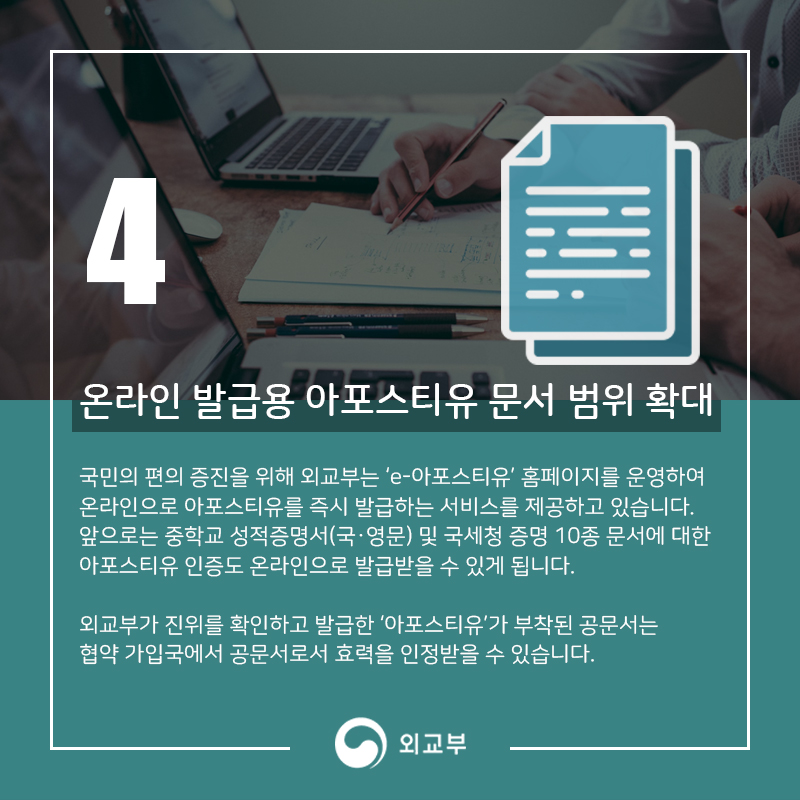 4
온라인 발급용 아포스티유 문서 범위 확대
국민의 편의 증진을 위해 외교부는 ‘e-아포스티유’ 홈페이지를 운영하여
온라인으로 아포스티유를 즉시 발급하는 서비스를 제공하고 있습니다.
앞으로는 중학교 성적증명서(국·영문) 및 국세청 증명 10종 문서에 대한
아포스티유 인증도 온라인으로 발급받을 수 있게 됩니다.
외교부가 진위를 확인하고 발급한 ‘아포스티유’가 부착된 공문서는
협약 가입국에서 공문서로서 효력을 인정받을 수 있습니다.
외교부